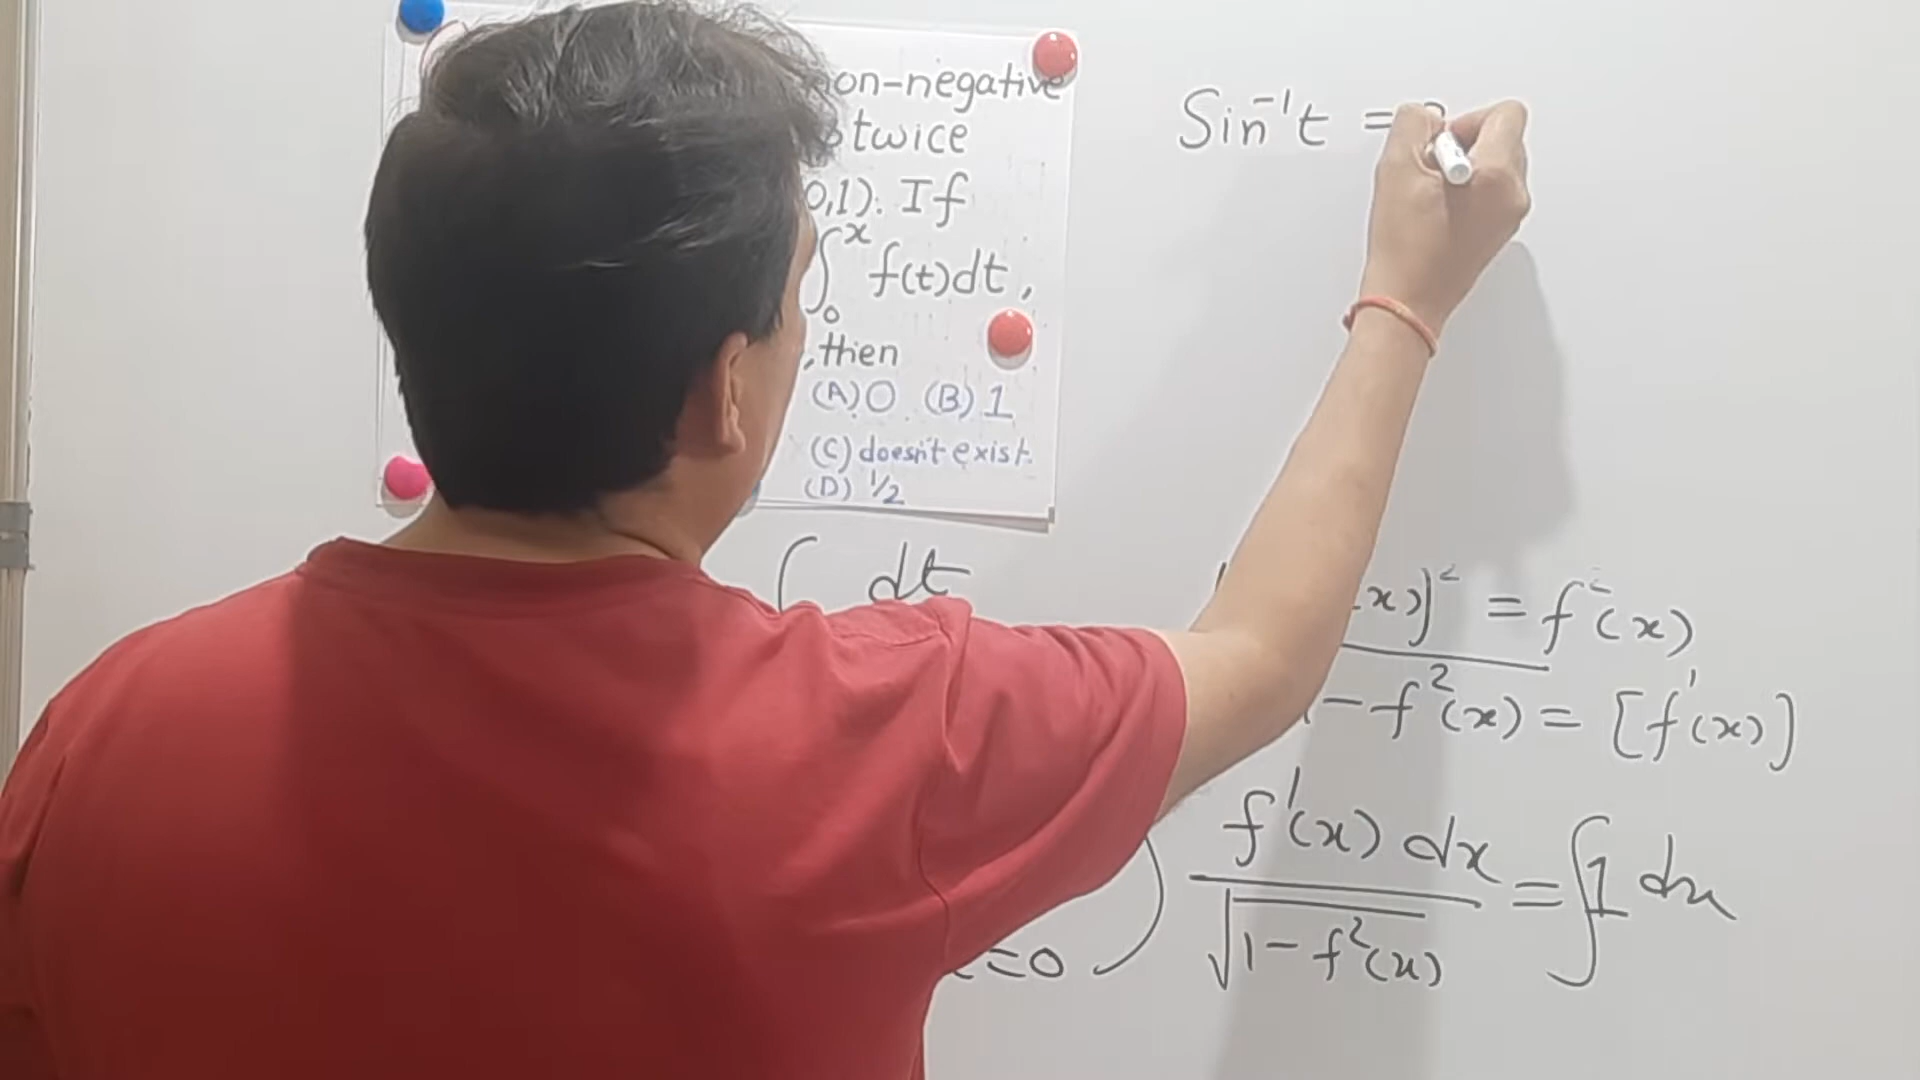 non-negative
twice
0,1). If
∫₀ˣ f(t)dt,
, then
(A) 0 (B) 1
(C) doesn't exist.
(D) 1/2
Sin⁻¹t =
∫ dt
x)]² = f²(x)
1 - f²(x) = [f'(x)]
f'(x) dx / √1 - f²(x) = ∫ 1 dx
=0